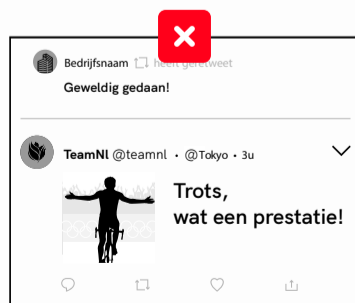 Bedrijfsnaam heeft geretweet
Geweldig gedaan!
TeamNl @teamnl • @Tokyo • 3u
Trots,
wat een prestatie!